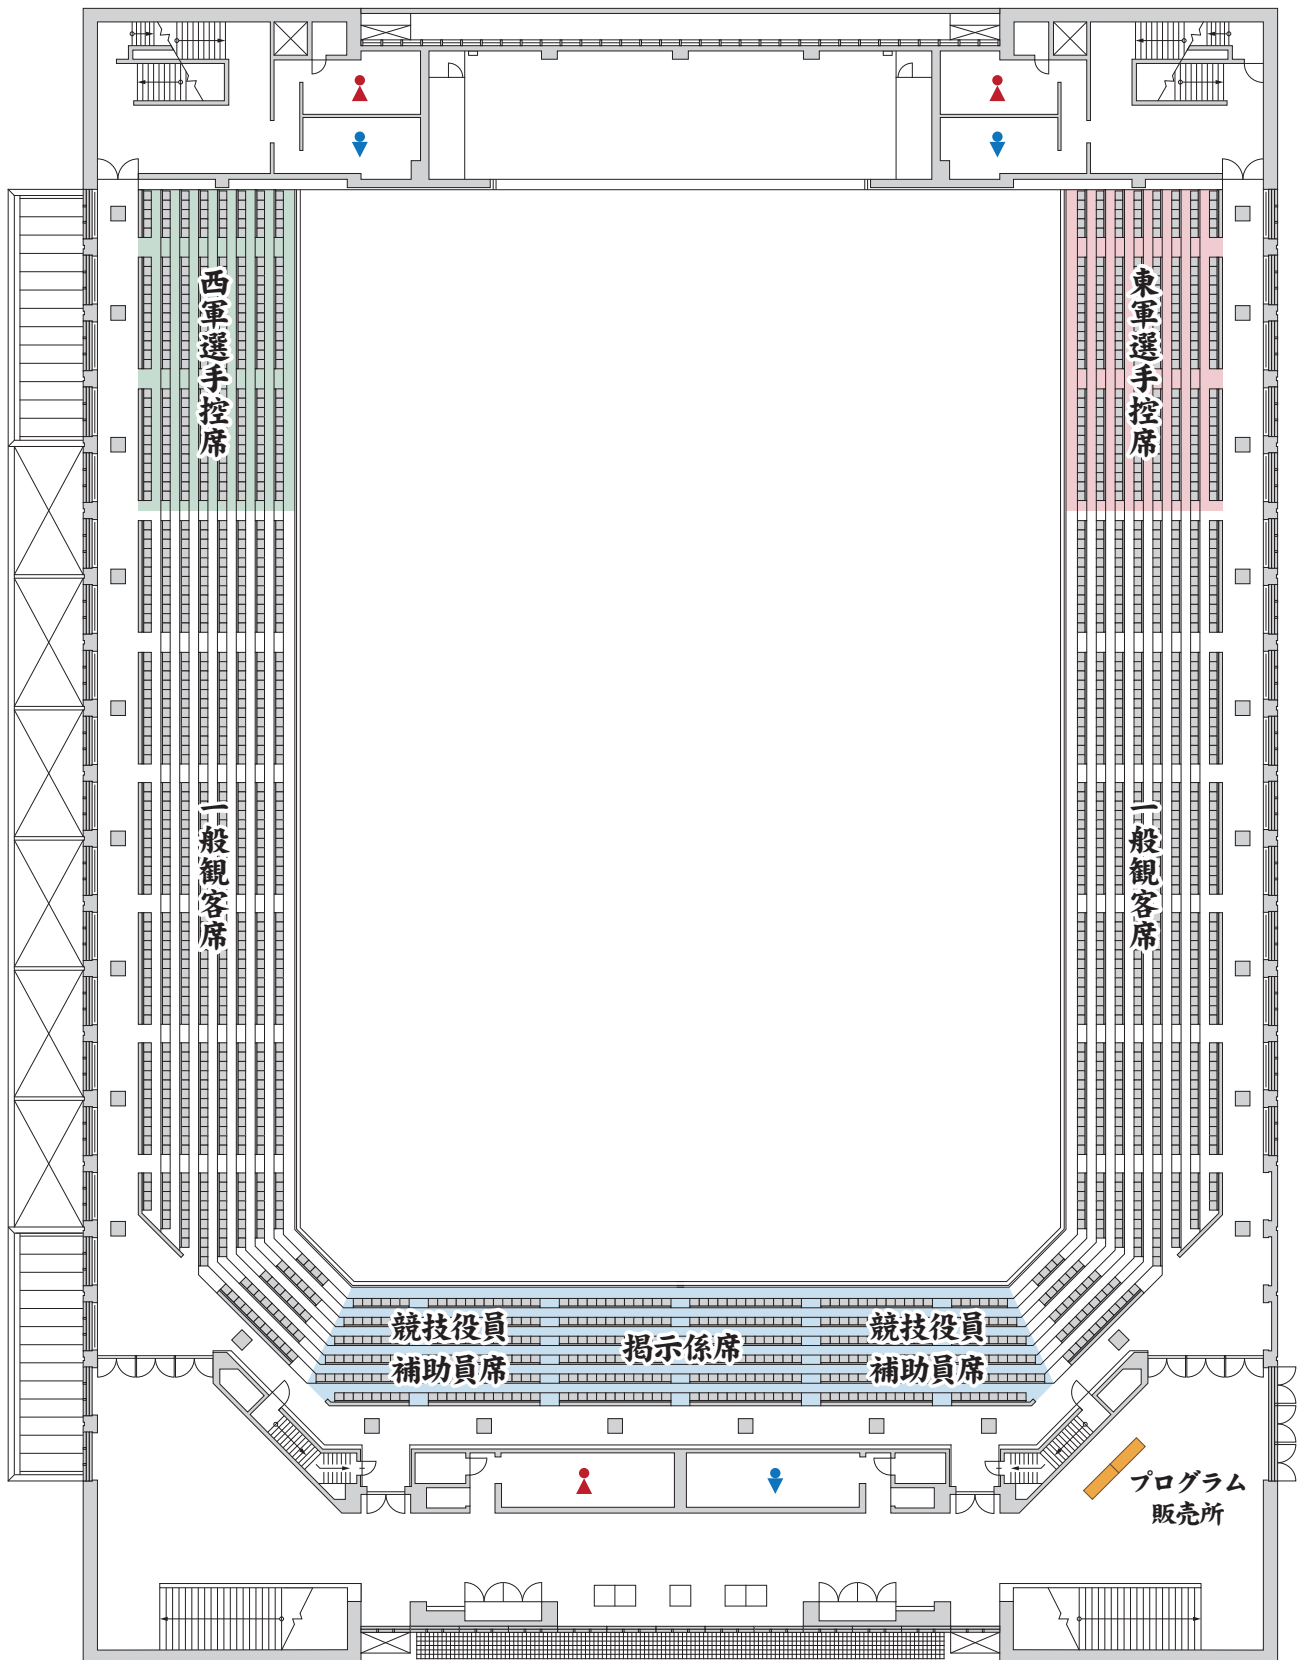 西軍選手控席
東軍選手控席
一般観客席
一般観客席
競技役員
補助員席
掲示係席
競技役員
補助員席
プログラム
販売所